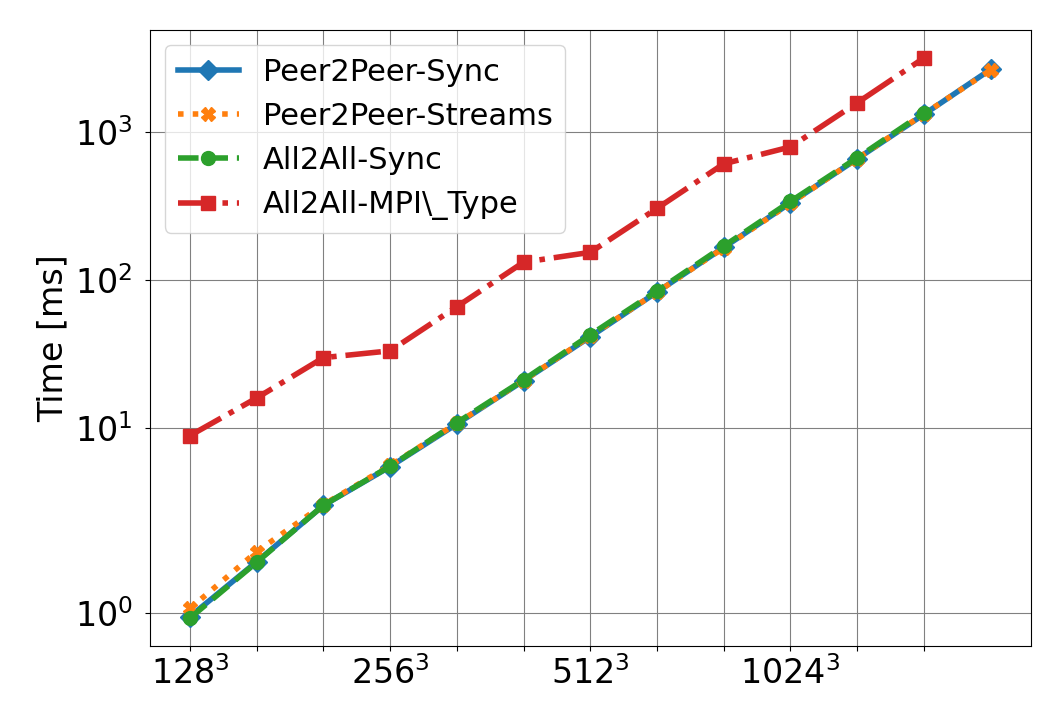 Peer2Peer-Sync
Peer2Peer-Streams
All2All-Sync
All2All-MPI\_Type
Time [ms]
10³
10²
10¹
10⁰
128³ 256³ 512³ 1024³